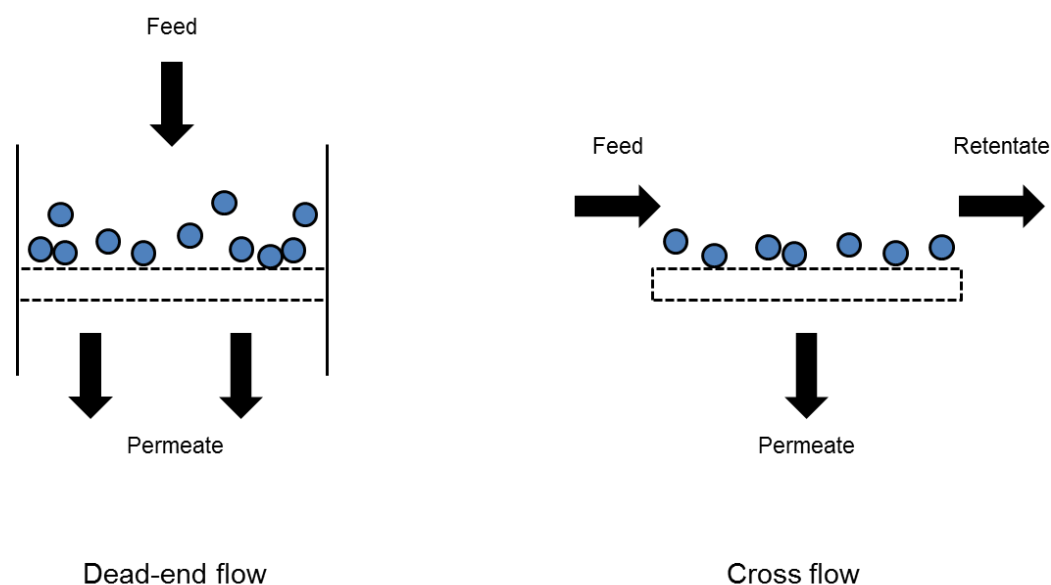 Feed
Permeate
Dead-end flow
Feed
Retentate
Permeate
Cross flow